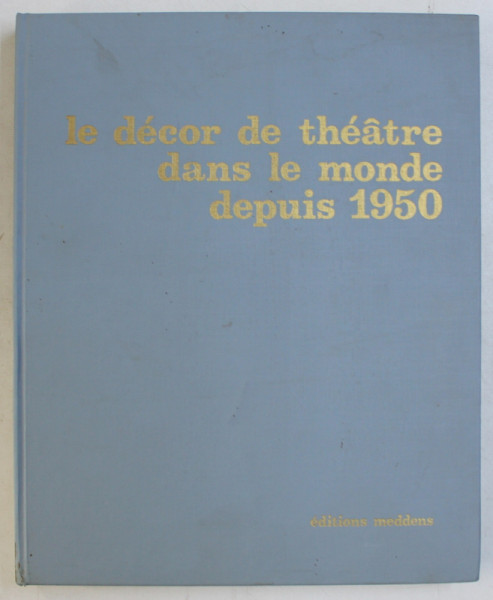 le décor de théâtre
dans le monde
depuis 1950
éditions meddens